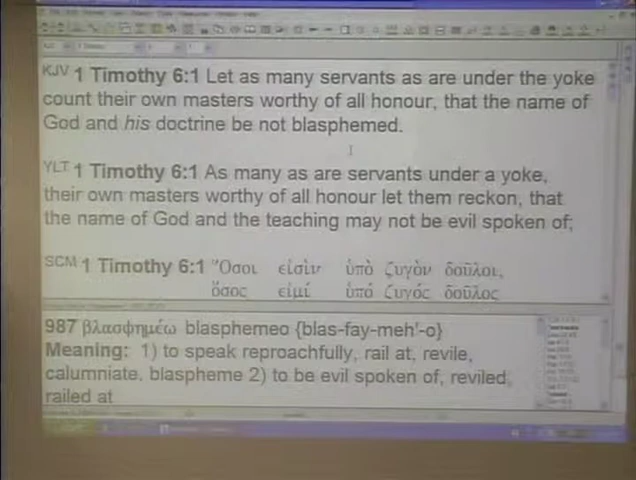 KJV 1 Timothy 6:1 Let as many servants as are under the yoke
count their own masters worthy of all honour, that the name of
God and his doctrine be not blasphemed.
YLT 1 Timothy 6:1 As many as are servants under a yoke,
their own masters worthy of all honour let them reckon, that
the name of God and the teaching may not be evil spoken of;
SCM 1 Timothy 6:1 Ὅσοι εἰσὶν ὑπὸ ζυγὸν δοῦλοι,
ὅσος εἰμί ὑπό ζυγός δοῦλος
987 βλασφημέω blasphemeo {blas-fay-meh'-o}
Meaning: 1) to speak reproachfully, rail at, revile,
calumniate, blaspheme 2) to be evil spoken of, reviled,
railed at